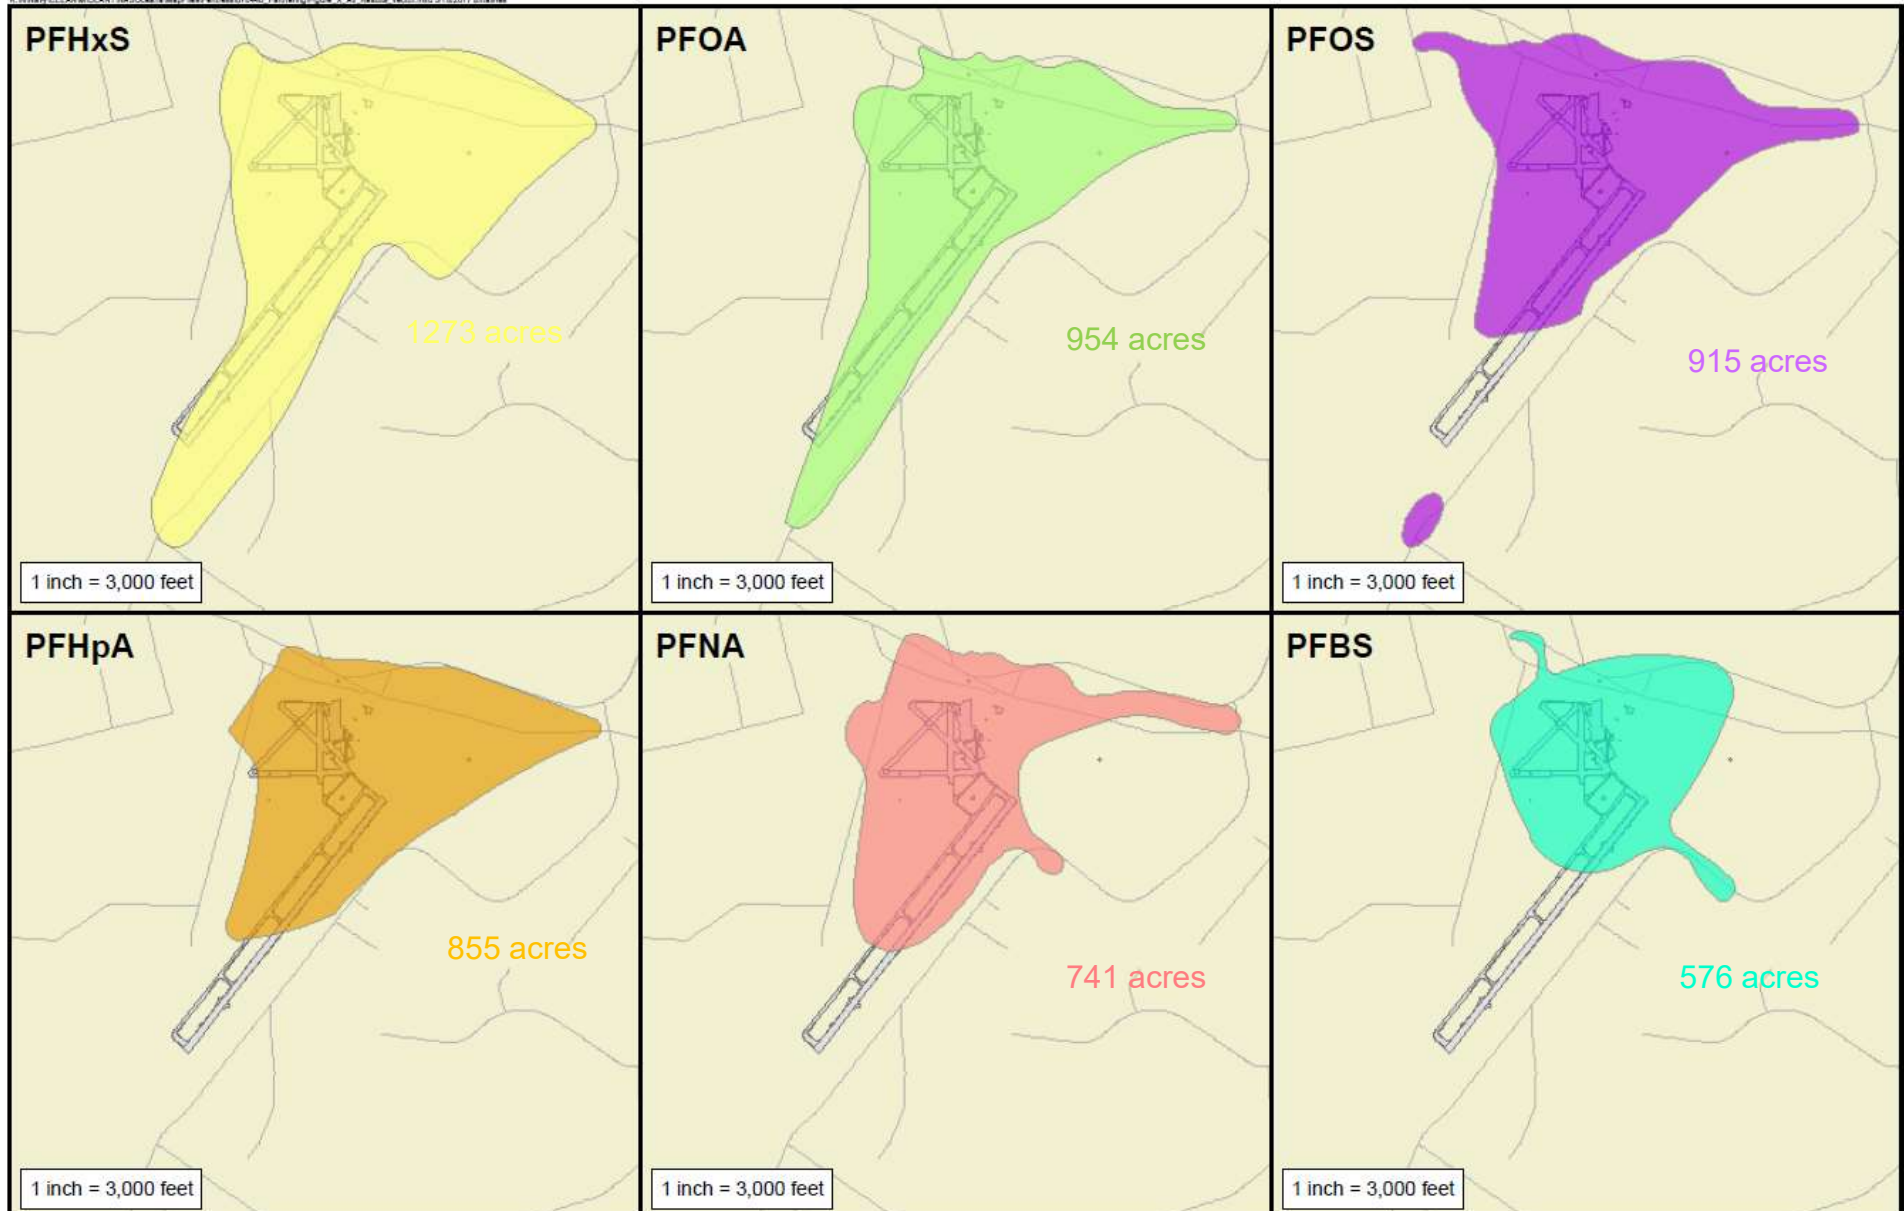 PFHxS
1273 acres
1 inch = 3,000 feet
PFOA
954 acres
1 inch = 3,000 feet
PFOS
915 acres
1 inch = 3,000 feet
PFHpA
855 acres
1 inch = 3,000 feet
PFNA
741 acres
1 inch = 3,000 feet
PFBS
576 acres
1 inch = 3,000 feet